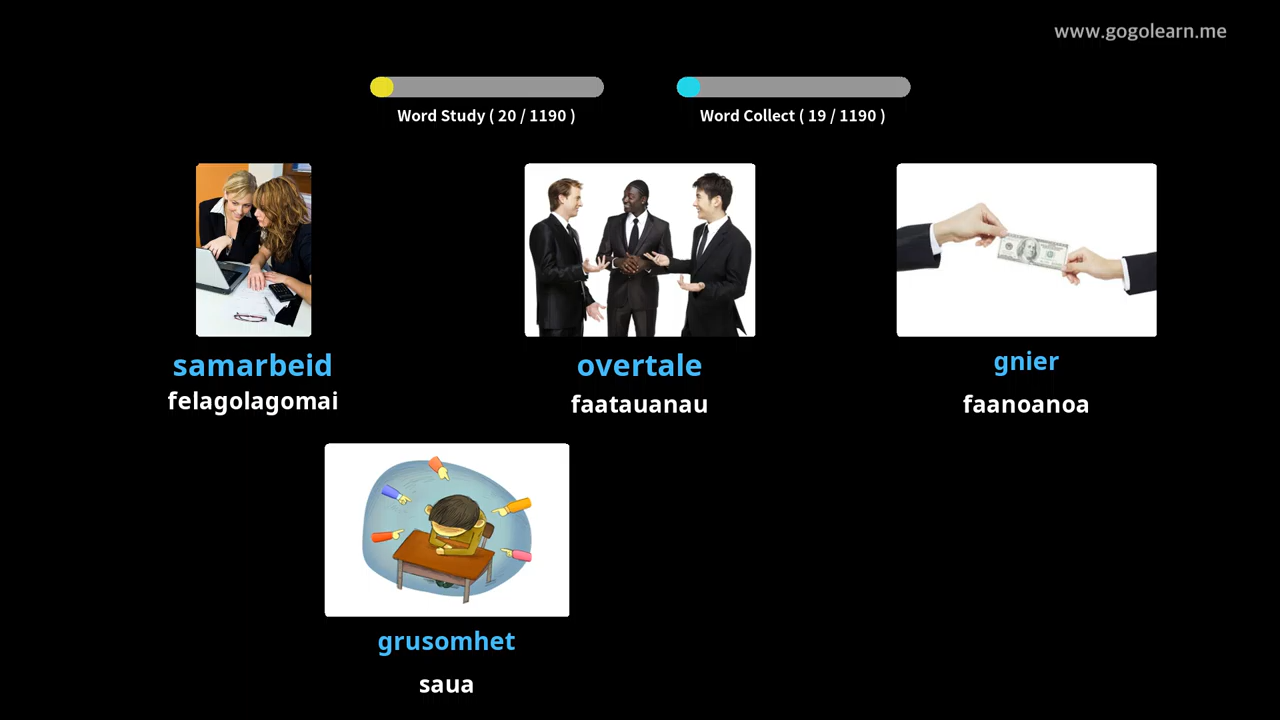 www.gogolearn.me
Word Study ( 20 / 1190 )
Word Collect ( 19 / 1190 )
samarbeid
felagolagomai
overtale
faatauanau
gnier
faanoanoa
grusomhet
saua